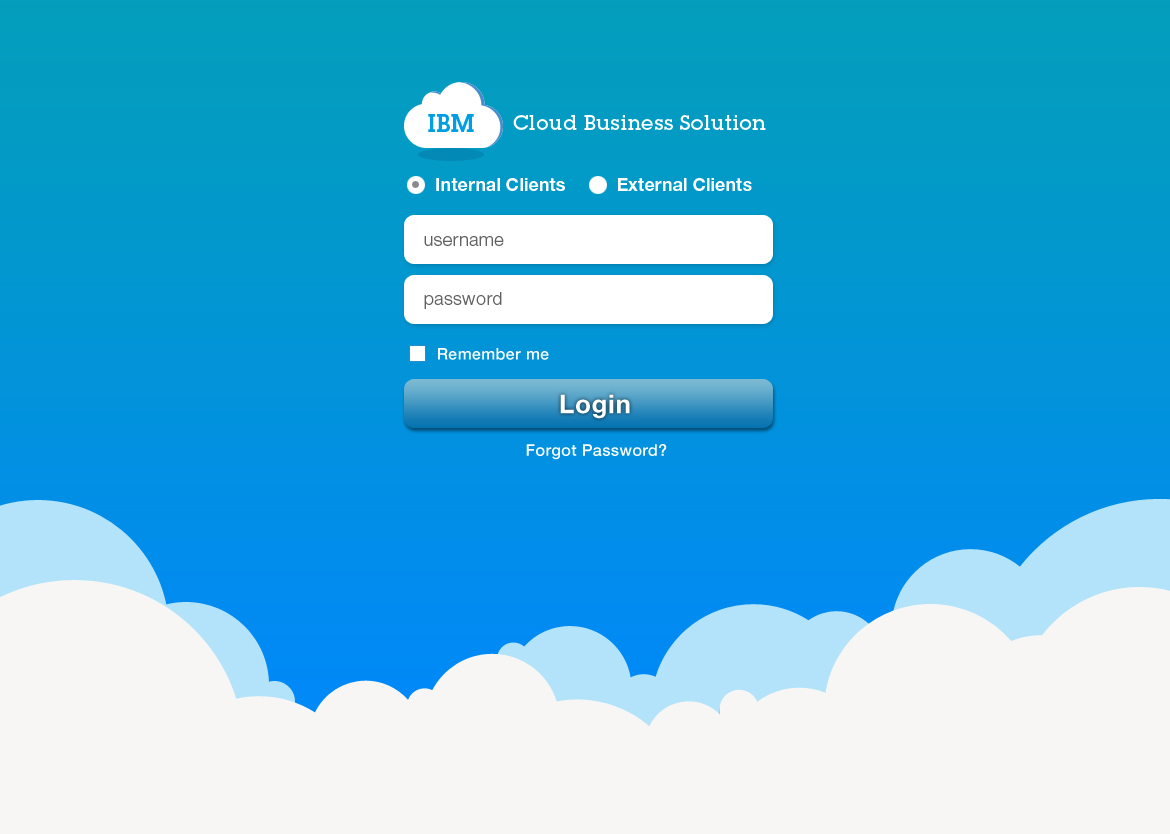 IBM Cloud Business Solution
Internal Clients External Clients
username
password
Remember me
Login
Forgot Password?